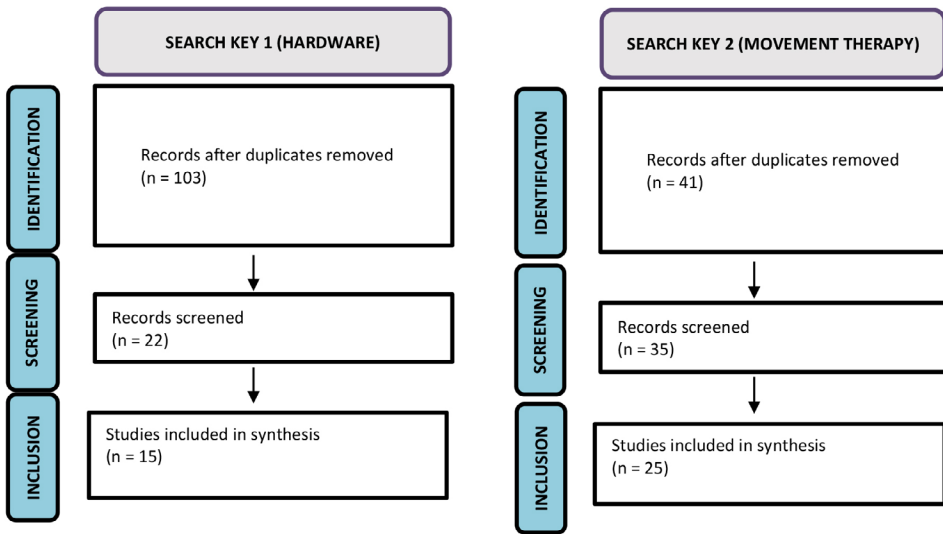 SEARCH KEY 1 (HARDWARE)
IDENTIFICATION
Records after duplicates removed
(n = 103)
SCREENING
Records screened
(n = 22)
INCLUSION
Studies included in synthesis
(n = 15)
SEARCH KEY 2 (MOVEMENT THERAPY)
IDENTIFICATION
Records after duplicates removed
(n = 41)
SCREENING
Records screened
(n = 35)
INCLUSION
Studies included in synthesis
(n = 25)